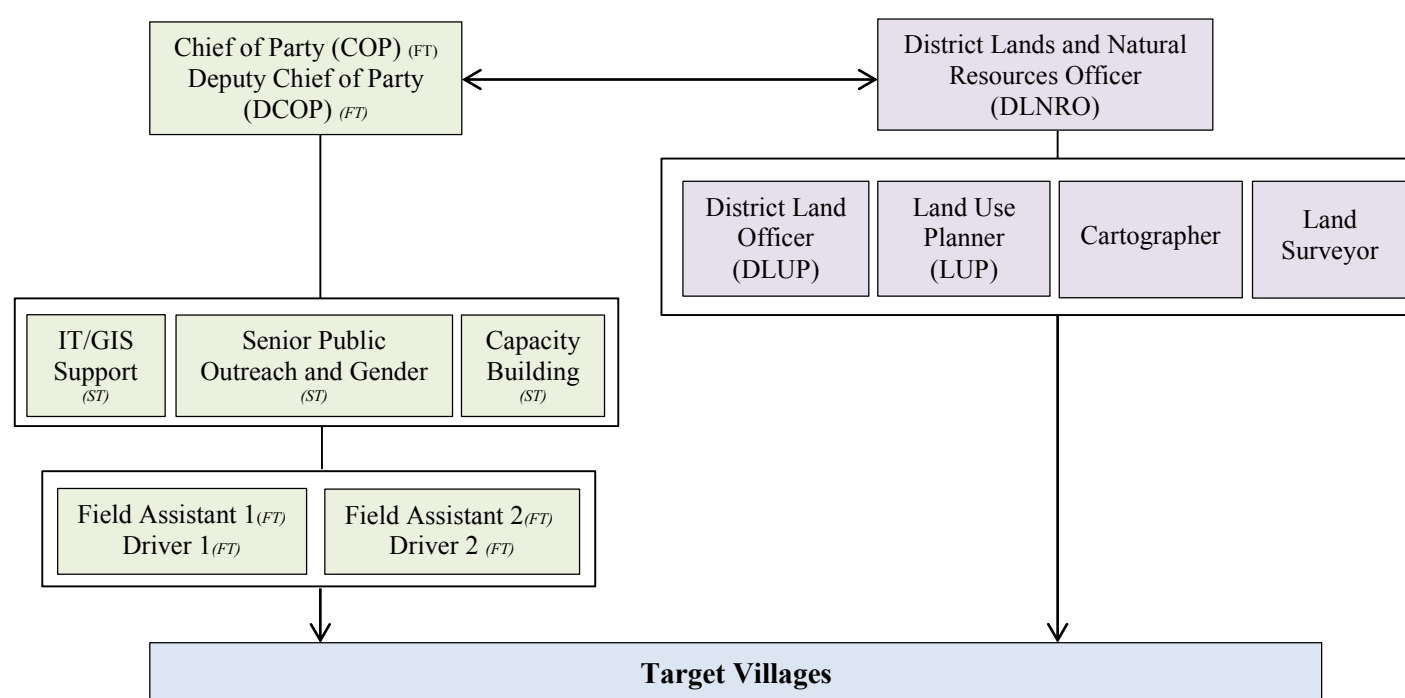 Chief of Party (COP) (FT)
Deputy Chief of Party
(DCOP) (FT)
District Lands and Natural
Resources Officer
(DLNRO)
District Land
Officer
(DLUP)
Land Use
Planner
(LUP)
Cartographer
Land
Surveyor
IT/GIS
Support
(ST)
Senior Public
Outreach and Gender
(ST)
Capacity
Building
(ST)
Field Assistant 1(FT)
Driver 1(FT)
Field Assistant 2(FT)
Driver 2 (FT)
Target Villages